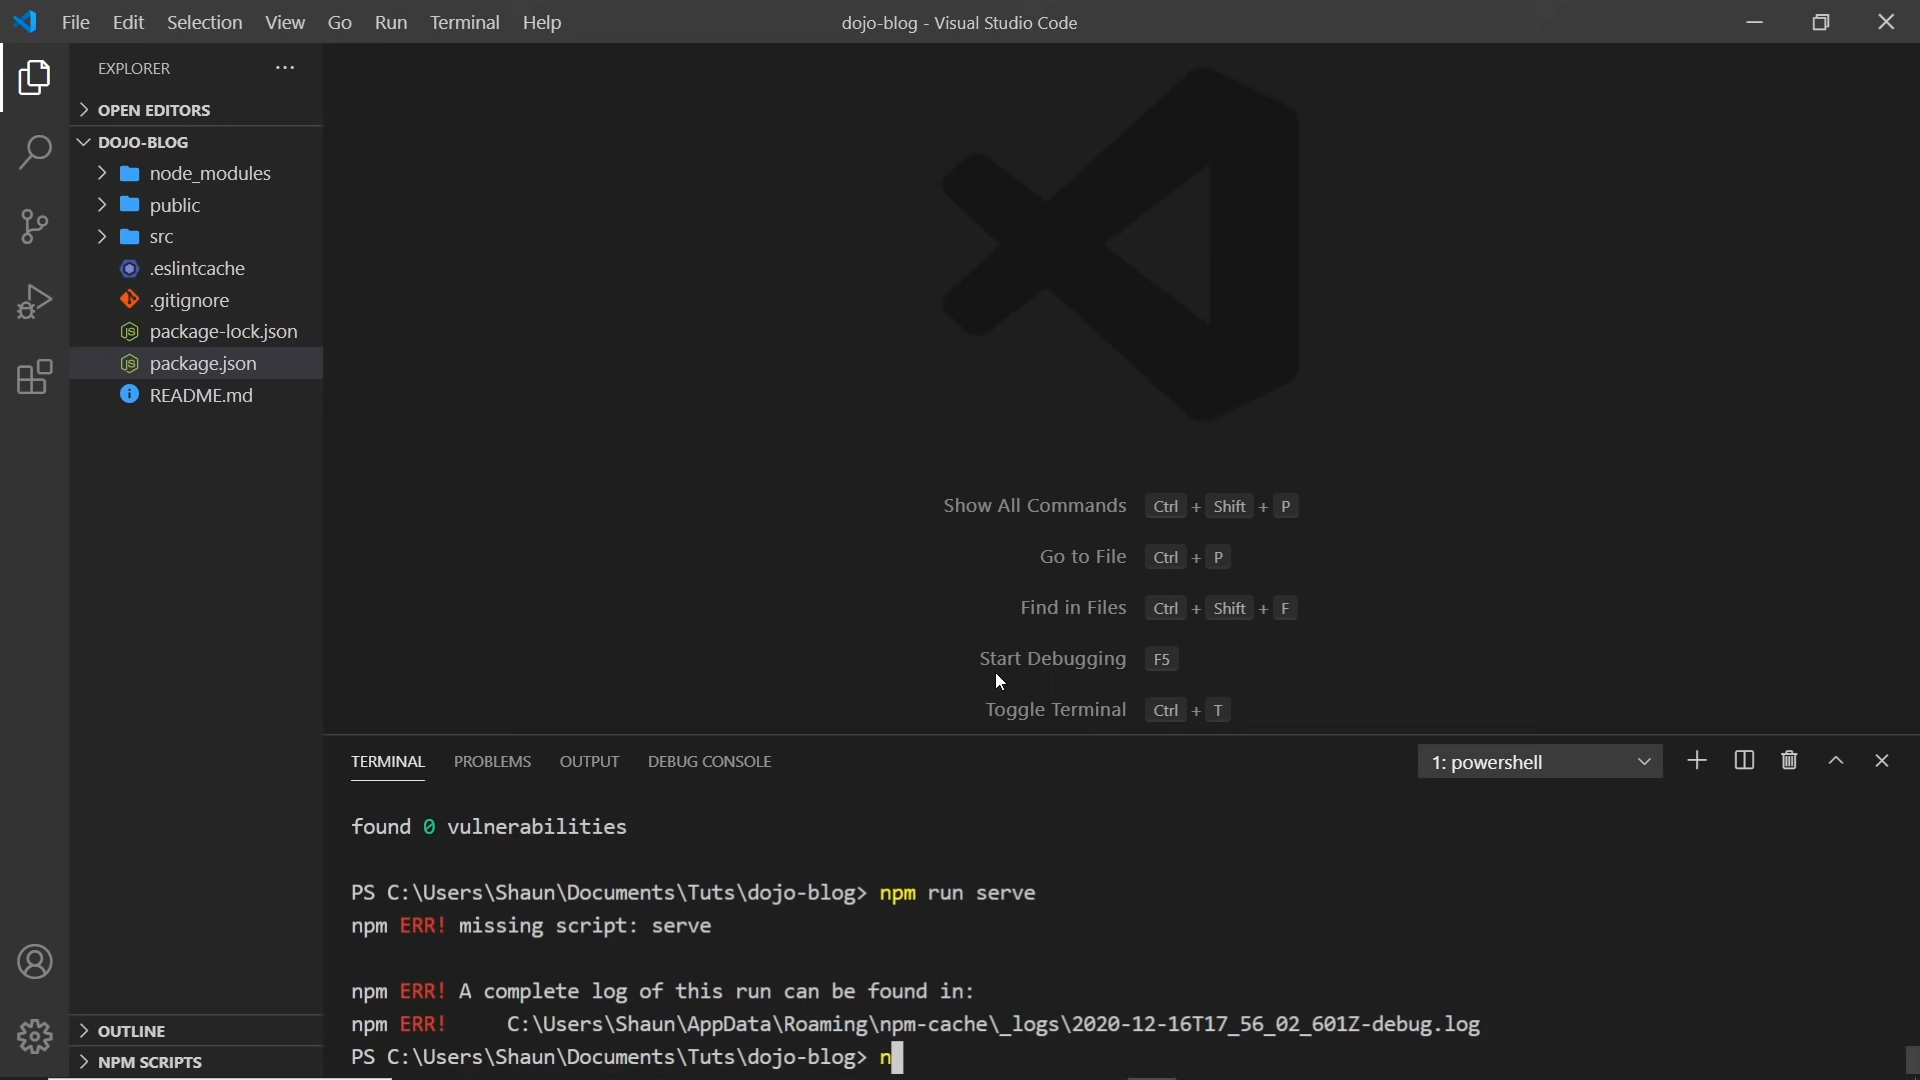 File Edit Selection View Go Run Terminal Help
dojo-blog - Visual Studio Code
EXPLORER
OPEN EDITORS
DOJO-BLOG
node_modules
public
src
.eslintcache
.gitignore
package-lock.json
package.json
README.md
OUTLINE
NPM SCRIPTS
Show All Commands Ctrl + Shift + P
Go to File Ctrl + P
Find in Files Ctrl + Shift + F
Start Debugging F5
Toggle Terminal Ctrl + T
TERMINAL PROBLEMS OUTPUT DEBUG CONSOLE
1: powershell
found 0 vulnerabilities
PS C:\Users\Shaun\Documents\Tuts\dojo-blog> npm run serve
npm ERR! missing script: serve
npm ERR! A complete log of this run can be found in:
npm ERR!     C:\Users\Shaun\AppData\Roaming\npm-cache\_logs\2020-12-16T17_56_02_601Z-debug.log
PS C:\Users\Shaun\Documents\Tuts\dojo-blog> n